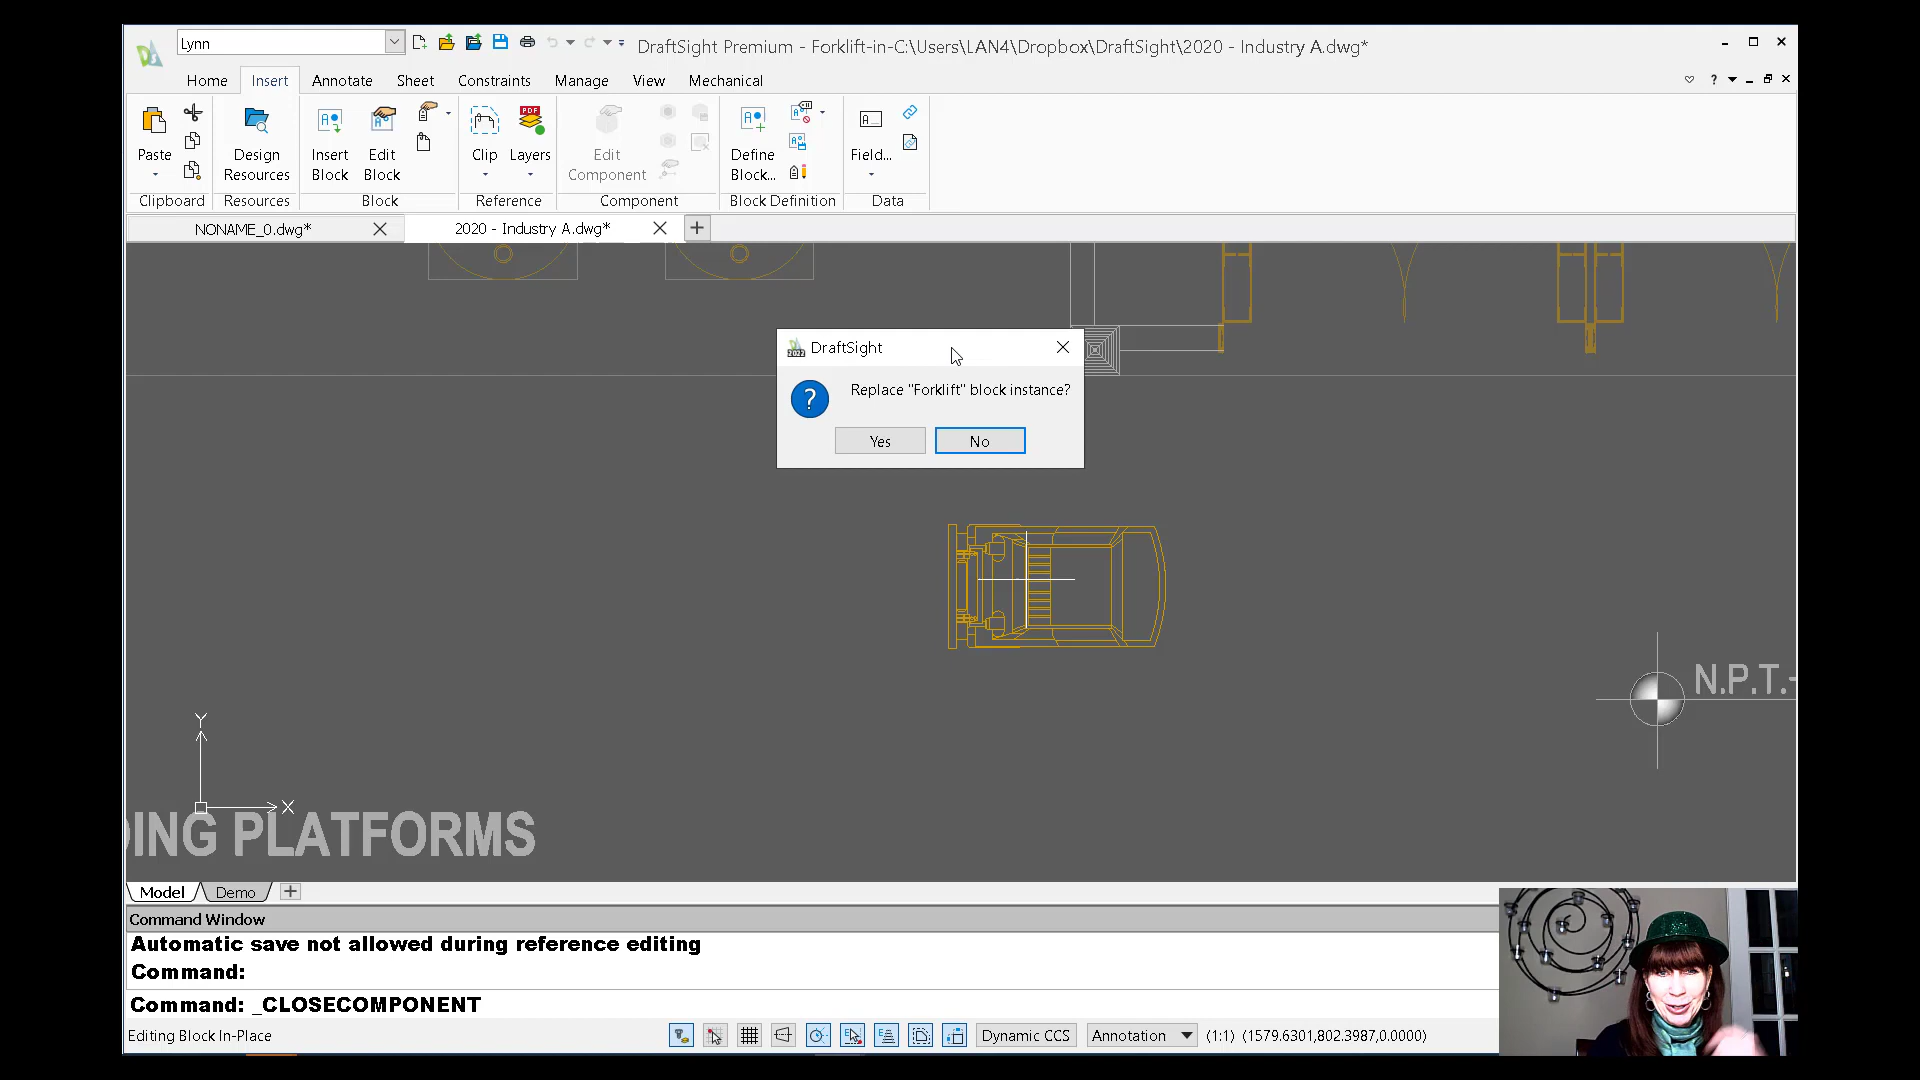 Lynn
DraftSight Premium - Forklift-in-C:\Users\LAN4\Dropbox\DraftSight\2020 - Industry A.dwg*
Home Insert Annotate Sheet Constraints Manage View Mechanical
Paste
Design Resources
Insert Block
Edit Block
Clip
Layers
PDF
Edit Component
Define Block...
Field...
Clipboard Resources Block Reference Component Block Definition Data
NONAME_0.dwg* 2020 - Industry A.dwg*
DraftSight
2022
Replace "Forklift" block instance?
Yes No
N.P.T.-
Y
X
DING PLATFORMS
Model Demo
Command Window
Automatic save not allowed during reference editing
Command:
Command: _CLOSECOMPONENT
Editing Block In-Place
Dynamic CCS Annotation (1:1) (1579.6301,802.3987,0.0000)